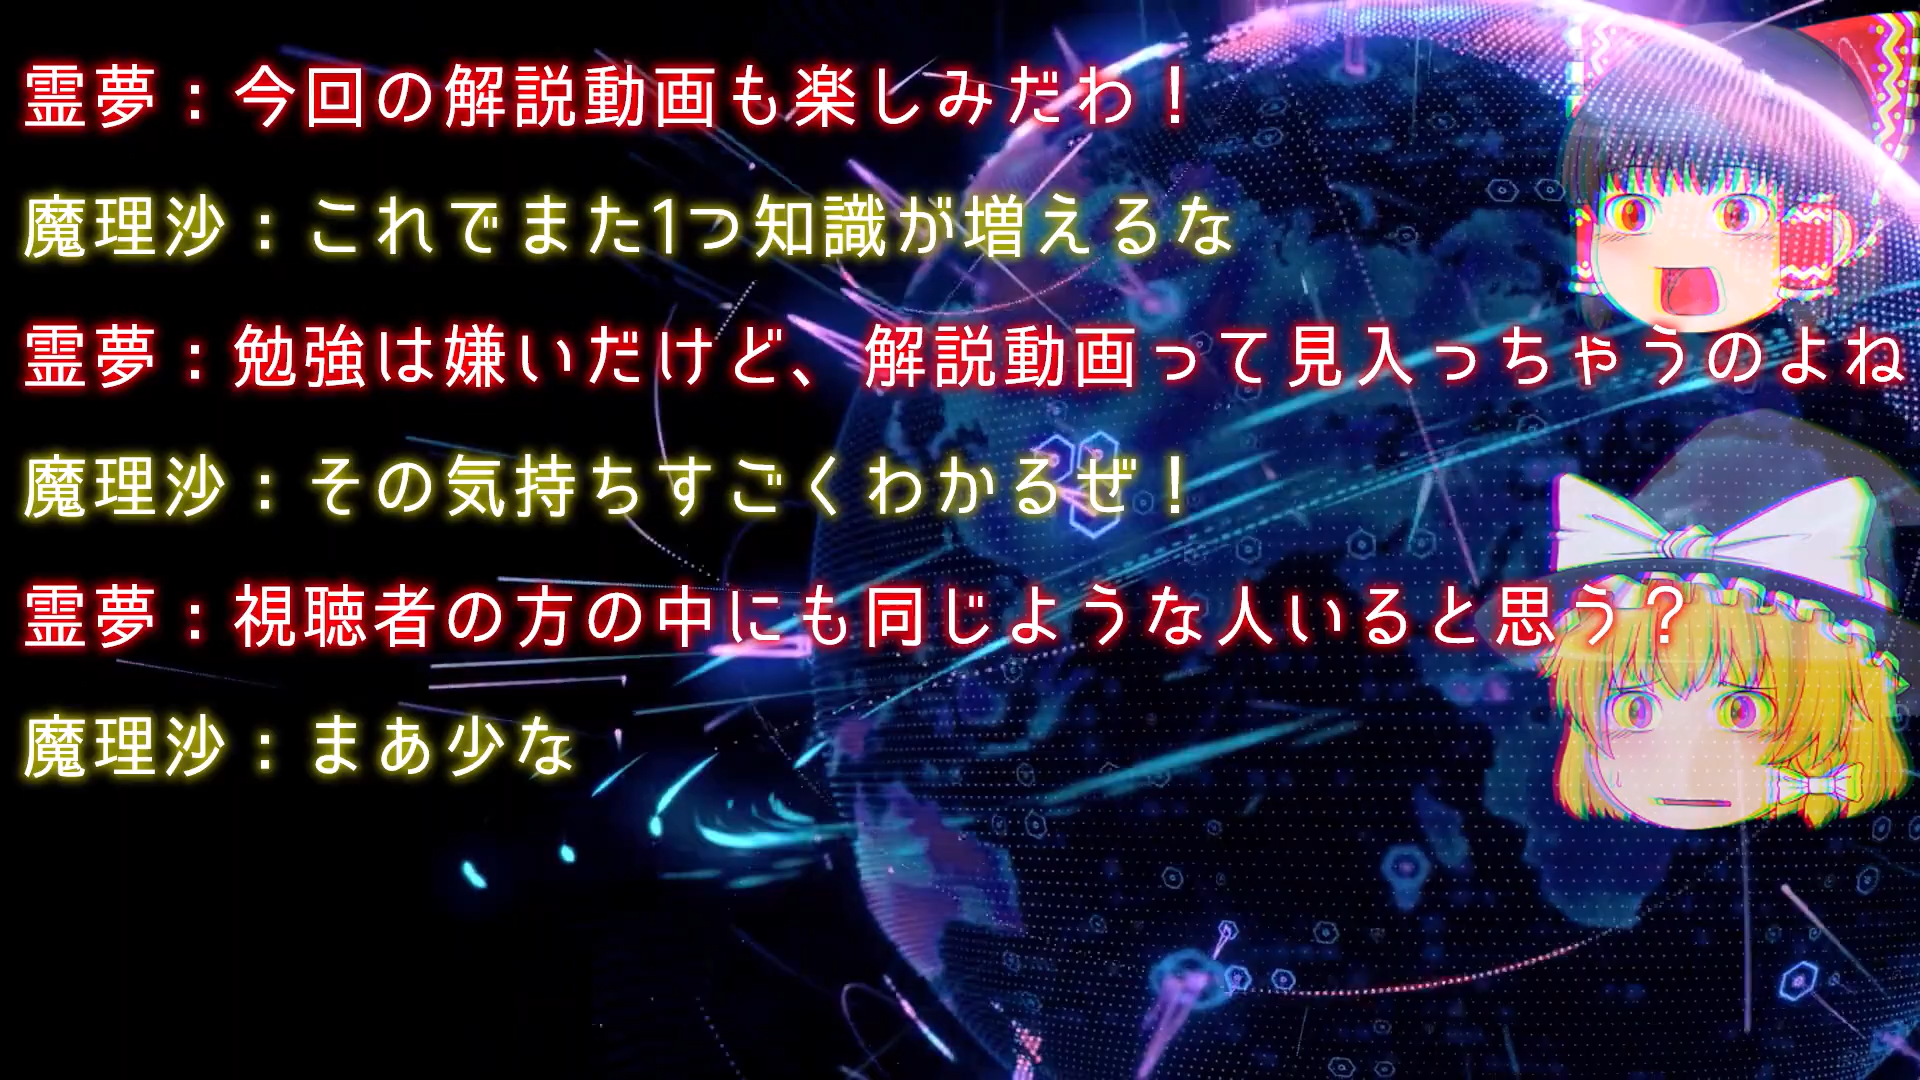 霊夢：今回の解説動画も楽しみだわ！
魔理沙：これでまた1つ知識が増えるな
霊夢：勉強は嫌いだけど、解説動画って見入っちゃうのよね
魔理沙：その気持ちすごくわかるぜ！
霊夢：視聴者の方の中にも同じような人いると思う？
魔理沙：まあ少な